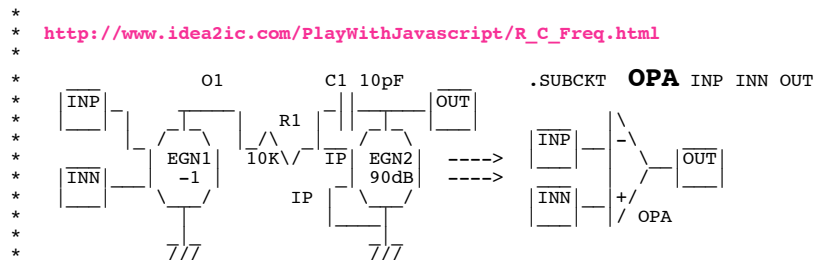 * http://www.idea2ic.com/PlayWithJavascript/R_C_Freq.html
* O1 C1 10pF .SUBCKT OPA INP INN OUT
* INP OUT
* R1
* INP - OUT
* EGN1 10K IP EGN2 ---->
* INN -1 90dB ---->
* IP INN +
* / OPA
* ///  ///